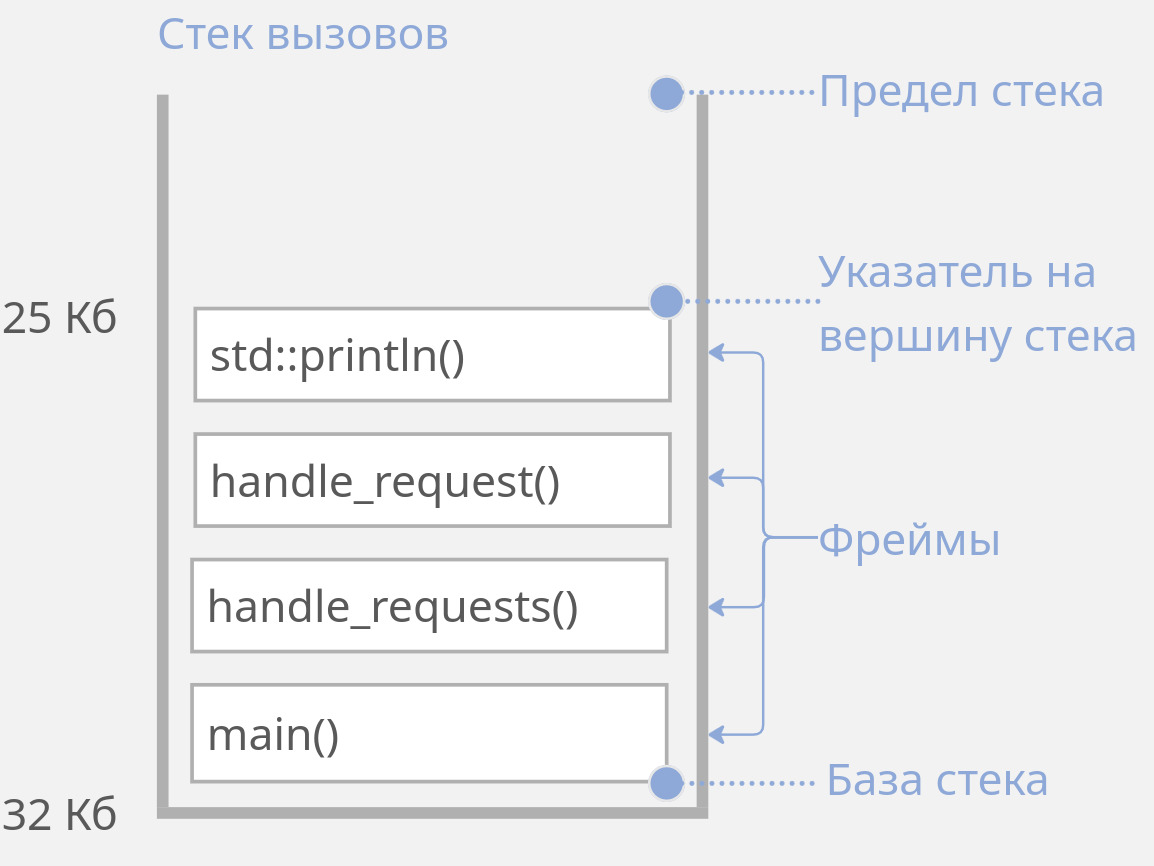 Стек вызовов
Предел стека
Указатель на
вершину стека
25 Кб
std::println()
handle_request()
Фреймы
handle_requests()
main()
База стека
32 Кб